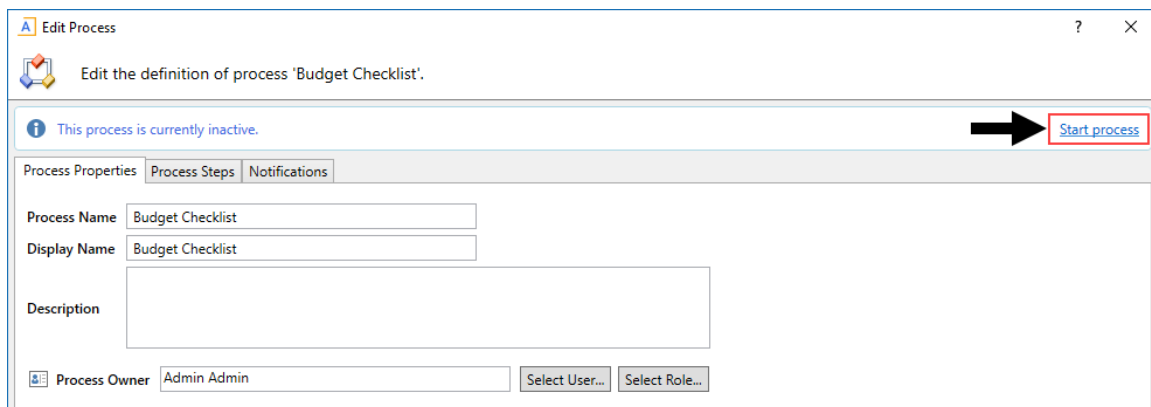 A Edit Process ? ×
Edit the definition of process 'Budget Checklist'.
i This process is currently inactive. Start process
Process Properties Process Steps Notifications
Process Name Budget Checklist
Display Name Budget Checklist
Description
Process Owner Admin Admin Select User... Select Role...